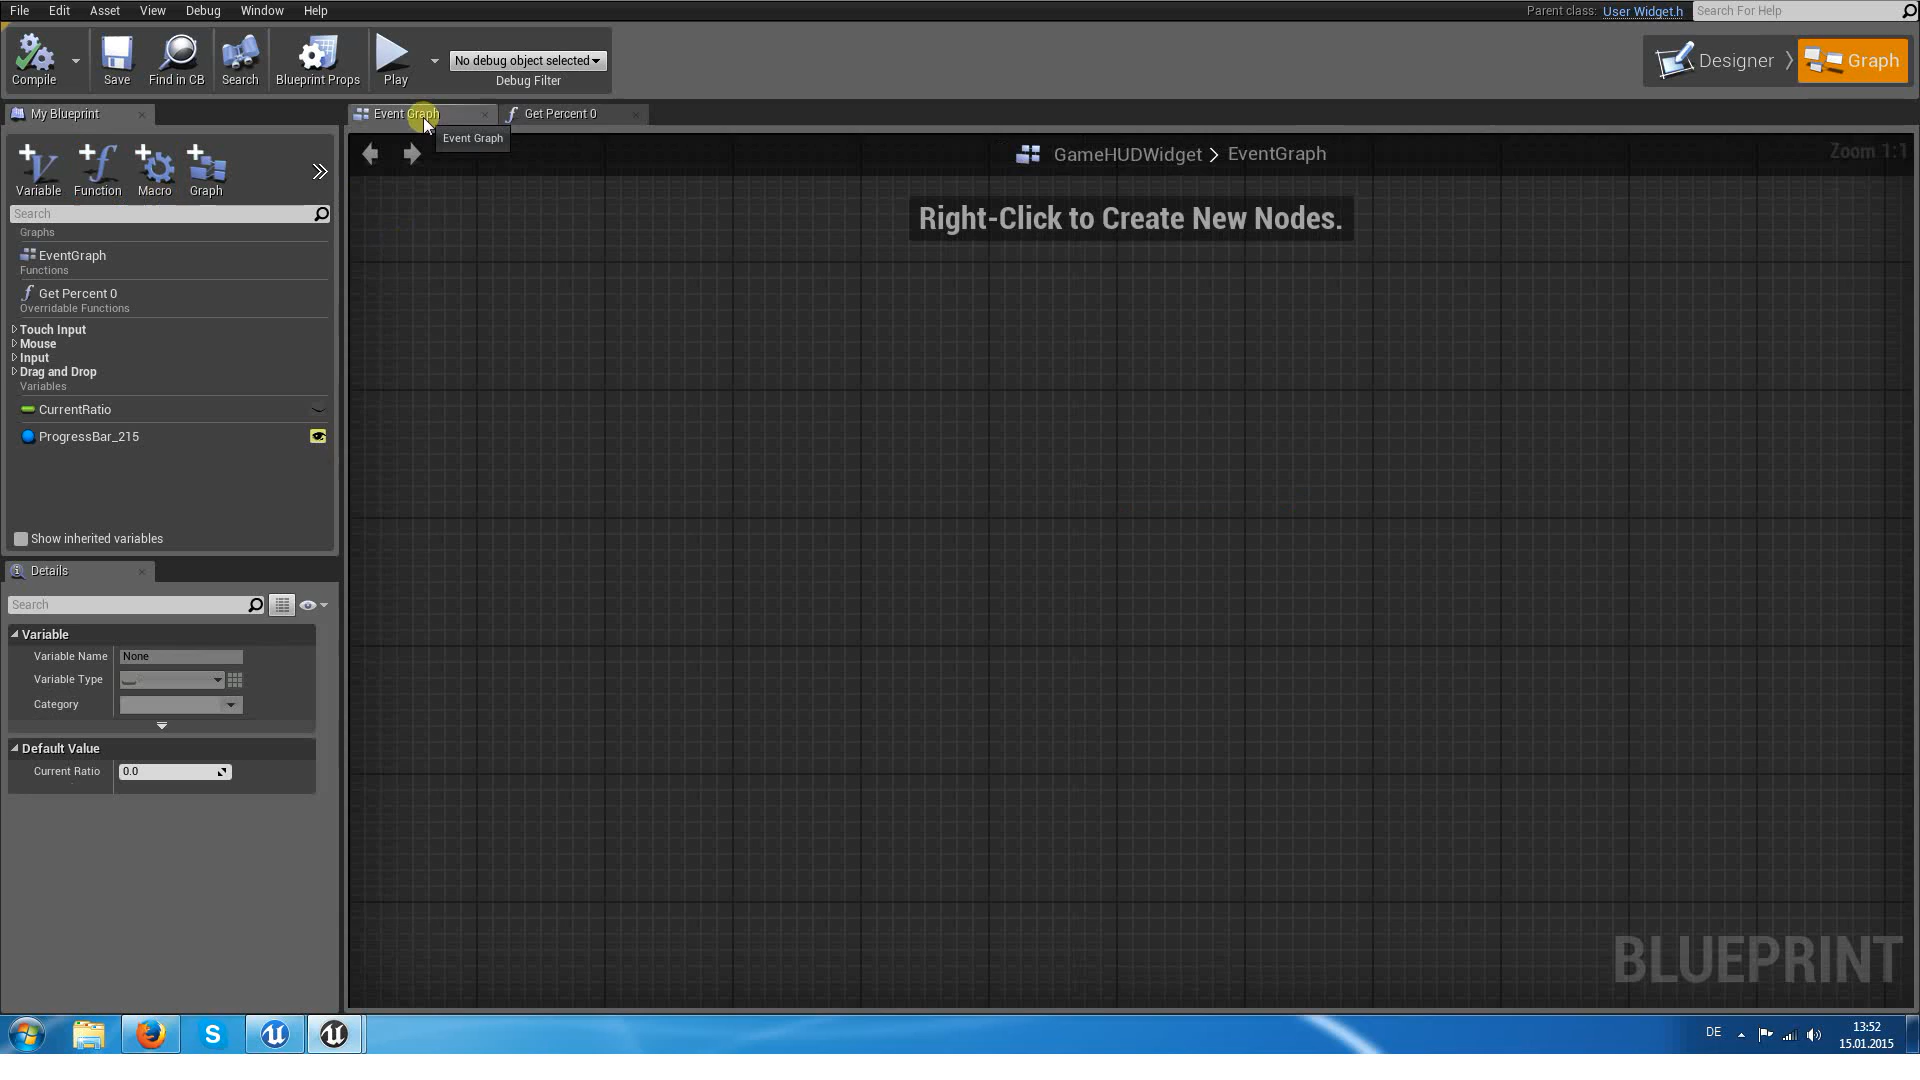 File Edit Asset View Debug Window Help
Parent class: User Widget.h Search For Help
Compile Save Find in CB Search Blueprint Props Play
No debug object selected
Debug Filter
Designer Graph
My Blueprint
Event Graph Get Percent 0
Event Graph
GameHUDWidget EventGraph
Zoom 1:1
Variable Function Macro Graph
Search
Graphs
EventGraph
Functions
Get Percent 0
Overridable Functions
Touch Input
Mouse
Input
Drag and Drop
Variables
CurrentRatio
ProgressBar_215
Show inherited variables
Right-Click to Create New Nodes.
Details
Search
Variable
Variable Name None
Variable Type
Category
Default Value
Current Ratio 0.0
BLUEPRINT
DE
13:52
15.01.2015